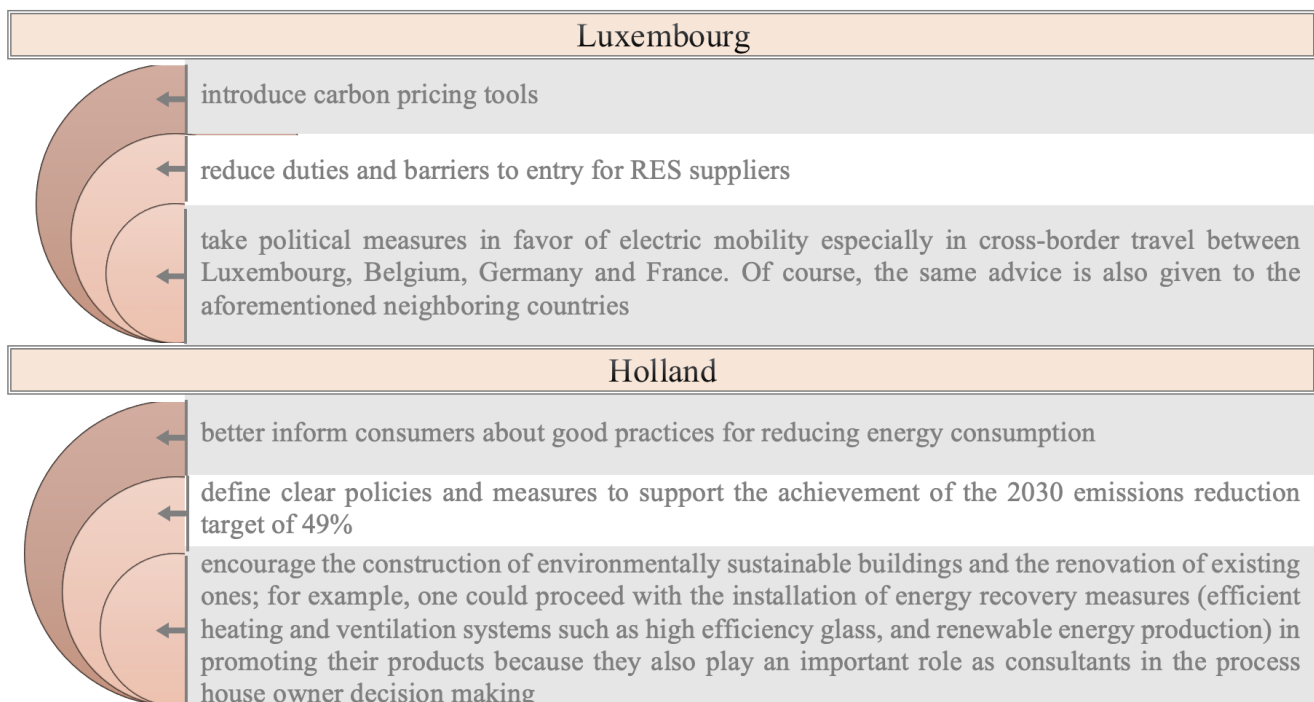 Luxembourg
introduce carbon pricing tools
reduce duties and barriers to entry for RES suppliers
take political measures in favor of electric mobility especially in cross-border travel between
Luxembourg, Belgium, Germany and France. Of course, the same advice is also given to the
aforementioned neighboring countries
Holland
better inform consumers about good practices for reducing energy consumption
define clear policies and measures to support the achievement of the 2030 emissions reduction
target of 49%
encourage the construction of environmentally sustainable buildings and the renovation of existing
ones; for example, one could proceed with the installation of energy recovery measures (efficient
heating and ventilation systems such as high efficiency glass, and renewable energy production) in
promoting their products because they also play an important role as consultants in the process
house owner decision making